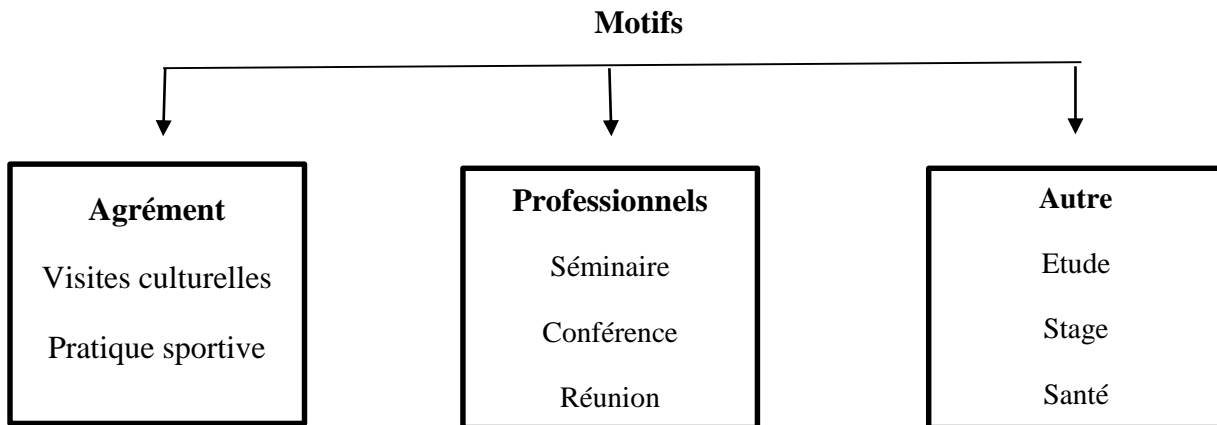 Motifs
Agrément
Visites culturelles
Pratique sportive
Professionnels
Séminaire
Conférence
Réunion
Autre
Etude
Stage
Santé